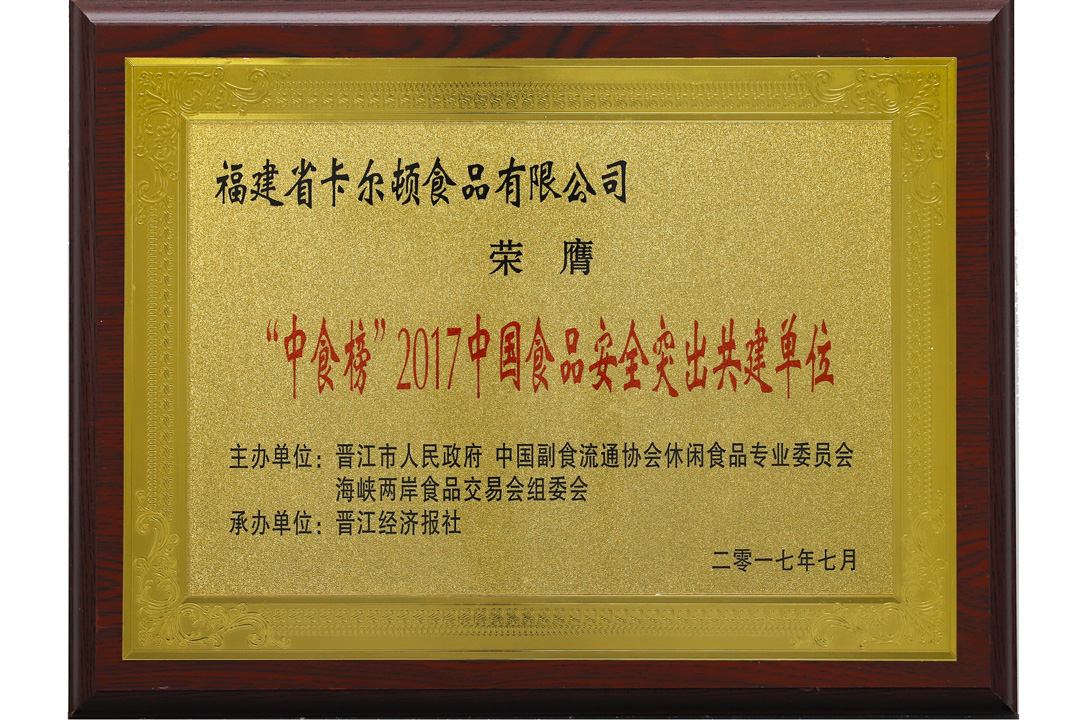 福建省卡尔顿食品有限公司
荣 膺
“中食榜”2017中国食品安全突出共建单位
主办单位：晋江市人民政府 中国副食流通协会休闲食品专业委员会
海峡两岸食品交易会组委会
承办单位：晋江经济报社
二零一七年七月